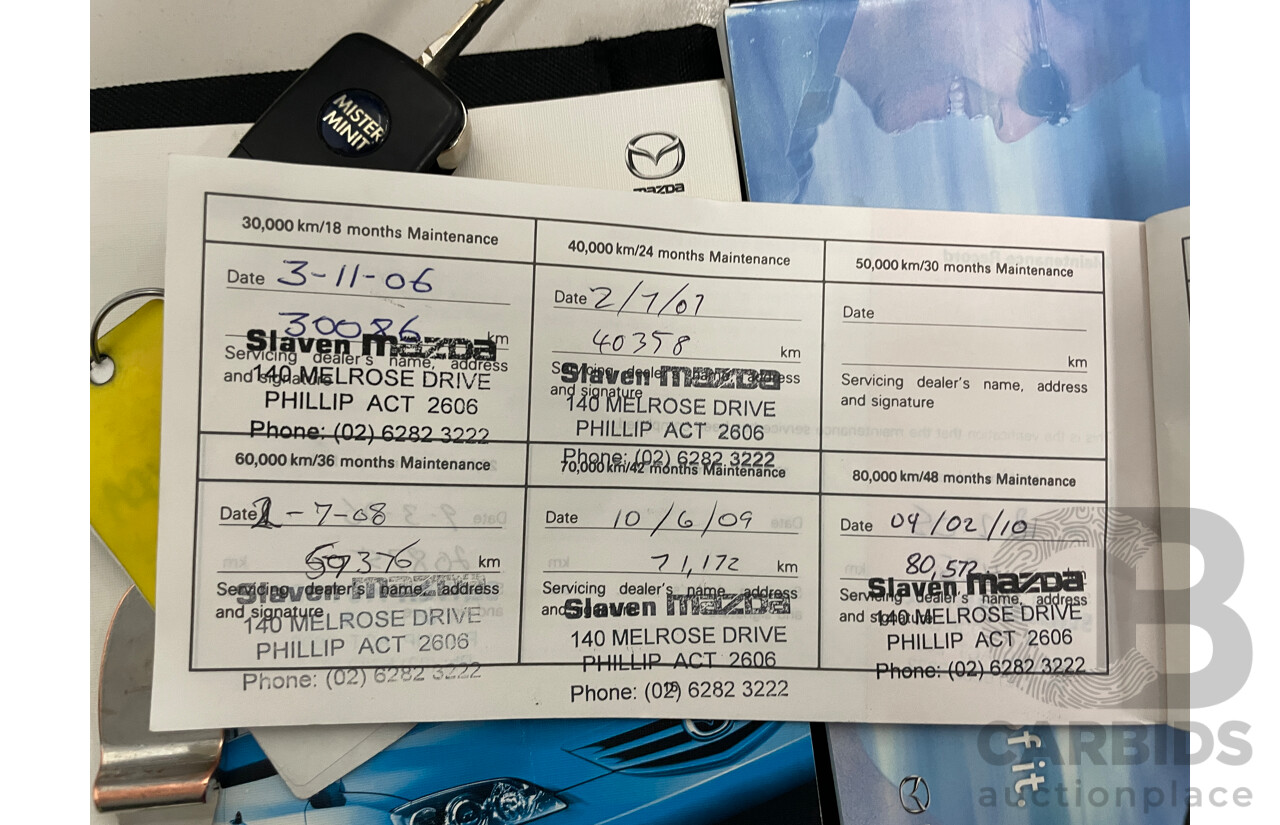 MISTER
MINIT
mazda
30,000 km/18 months Maintenance
Date 3-11-06
30086 km
Servicing dealer's name, address
and signature
Slaven mazda
140 MELROSE DRIVE
PHILLIP ACT 2606
Phone: (02) 6282 3222
40,000 km/24 months Maintenance
Date 2/7/07
40358 km
Servicing dealer's name, address
and signature
Slaven mazda
140 MELROSE DRIVE
PHILLIP ACT 2606
Phone: (02) 6282 3222
50,000 km/30 months Maintenance
Date
km
Servicing dealer's name, address
and signature
60,000 km/36 months Maintenance
Date 2-7-08
59376 km
Servicing dealer's name, address
and signature
Slaven mazda
140 MELROSE DRIVE
PHILLIP ACT 2606
Phone: (02) 6282 3222
70,000 km/42 months Maintenance
Date 10/6/09
71,172 km
Servicing dealer's name, address
and
Slaven mazda
140 MELROSE DRIVE
PHILLIP ACT 2606
Phone: (02) 6282 3222
80,000 km/48 months Maintenance
Date 04/02/10
80,572
Servicing dealer's name, address
and signature
Slaven mazda
140 MELROSE DRIVE
PHILLIP ACT 2606
Phone: (02) 6282 3222
fit.
CARBIDS
auctionplace